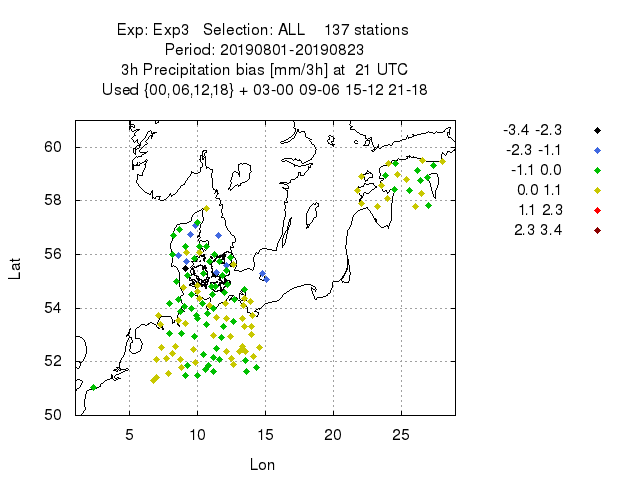 Exp: Exp3 Selection: ALL 137 stations
Period: 20190801-20190823
3h Precipitation bias [mm/3h] at 21 UTC
Used {00,06,12,18} + 03-00 09-06 15-12 21-18
-3.4 -2.3
-2.3 -1.1
-1.1 0.0
0.0 1.1
1.1 2.3
2.3 3.4
60
58
56
54
52
50
Lat
5 10 15 20 25
Lon